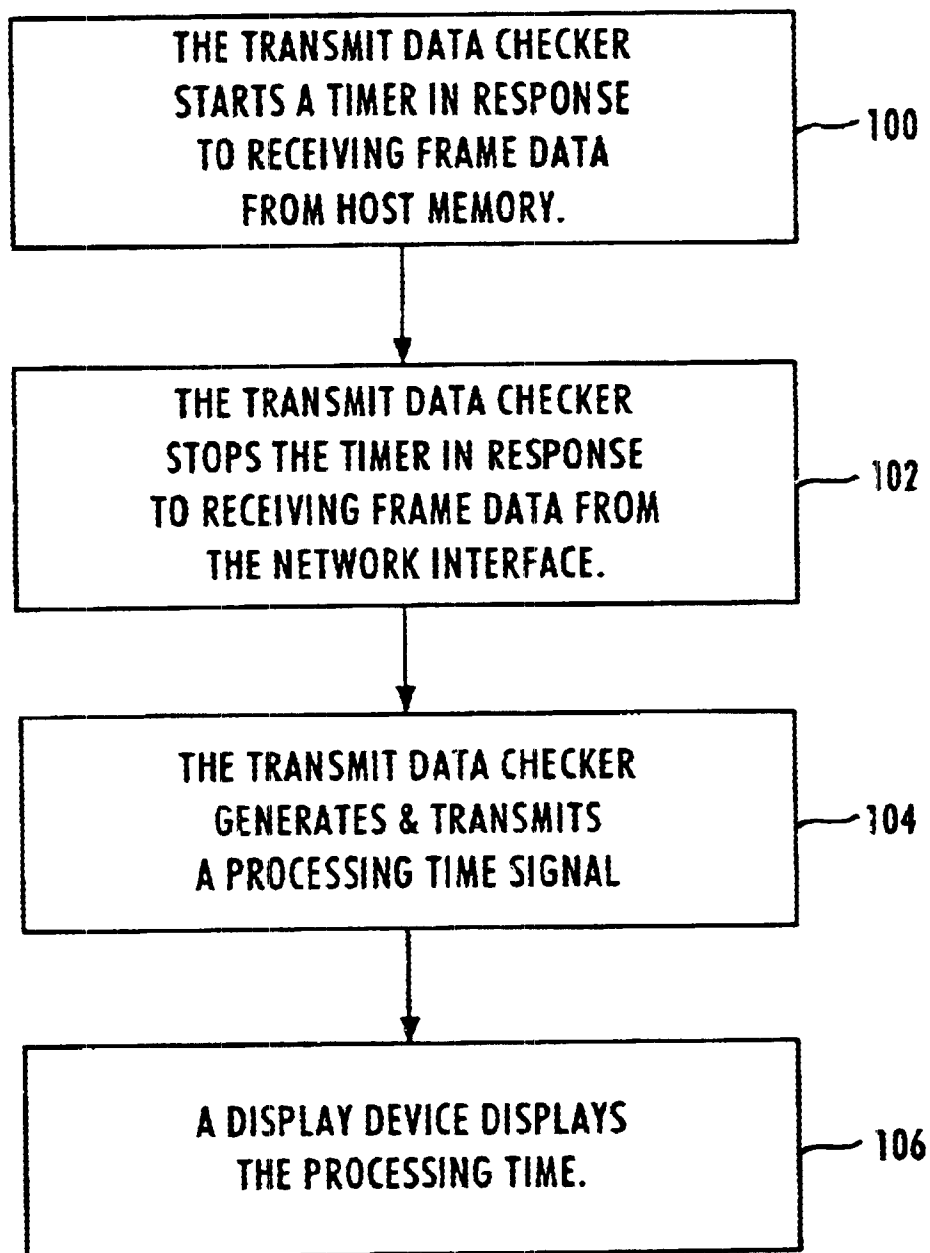 THE TRANSMIT DATA CHECKER
STARTS A TIMER IN RESPONSE
TO RECEIVING FRAME DATA
FROM HOST MEMORY.
100
THE TRANSMIT DATA CHECKER
STOPS THE TIMER IN RESPONSE
TO RECEIVING FRAME DATA FROM
THE NETWORK INTERFACE.
102
THE TRANSMIT DATA CHECKER
GENERATES & TRANSMITS
A PROCESSING TIME SIGNAL
104
A DISPLAY DEVICE DISPLAYS
THE PROCESSING TIME.
106